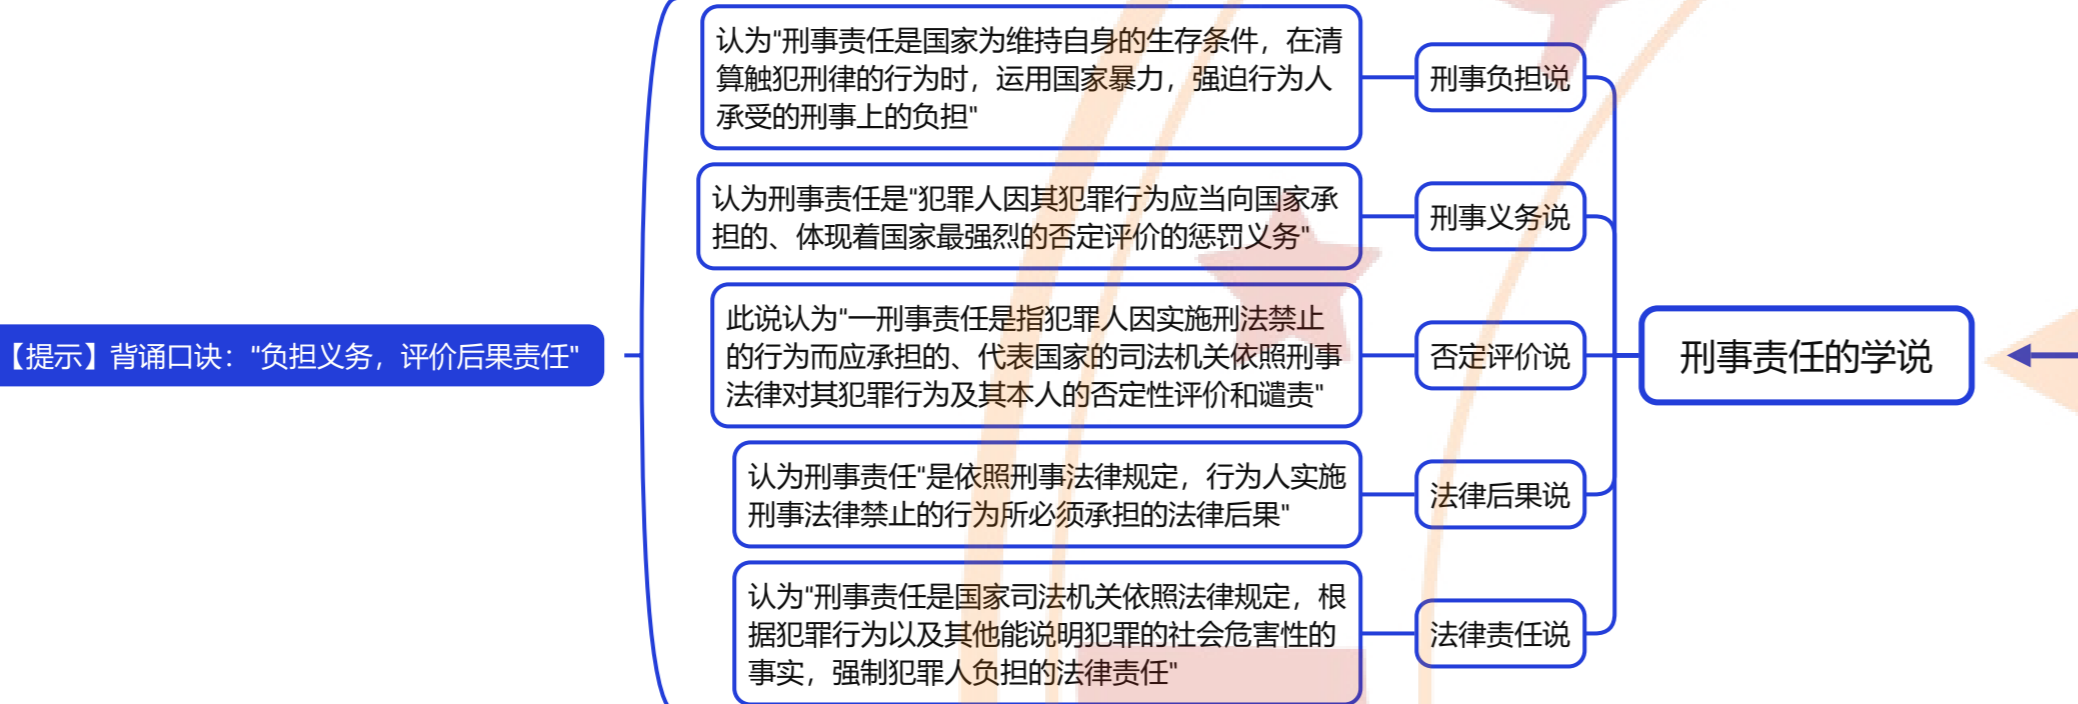 刑事责任的学说
刑事负担说
认为"刑事责任是国家为维持自身的生存条件，在清
算触犯刑律的行为时，运用国家暴力，强迫行为人
承受的刑事上的负担"
刑事义务说
认为刑事责任是"犯罪人因其犯罪行为应当向国家承
担的、体现着国家最强烈的否定评价的惩罚义务"
否定评价说
此说认为"一刑事责任是指犯罪人因实施刑法禁止
的行为而应承担的、代表国家的司法机关依照刑事
法律对其犯罪行为及其本人的否定性评价和谴责"
法律后果说
认为刑事责任"是依照刑事法律规定，行为人实施
刑事法律禁止的行为所必须承担的法律后果"
法律责任说
认为"刑事责任是国家司法机关依照法律规定，根
据犯罪行为以及其他能说明犯罪的社会危害性的
事实，强制犯罪人负担的法律责任"
【提示】背诵口诀："负担义务，评价后果责任"